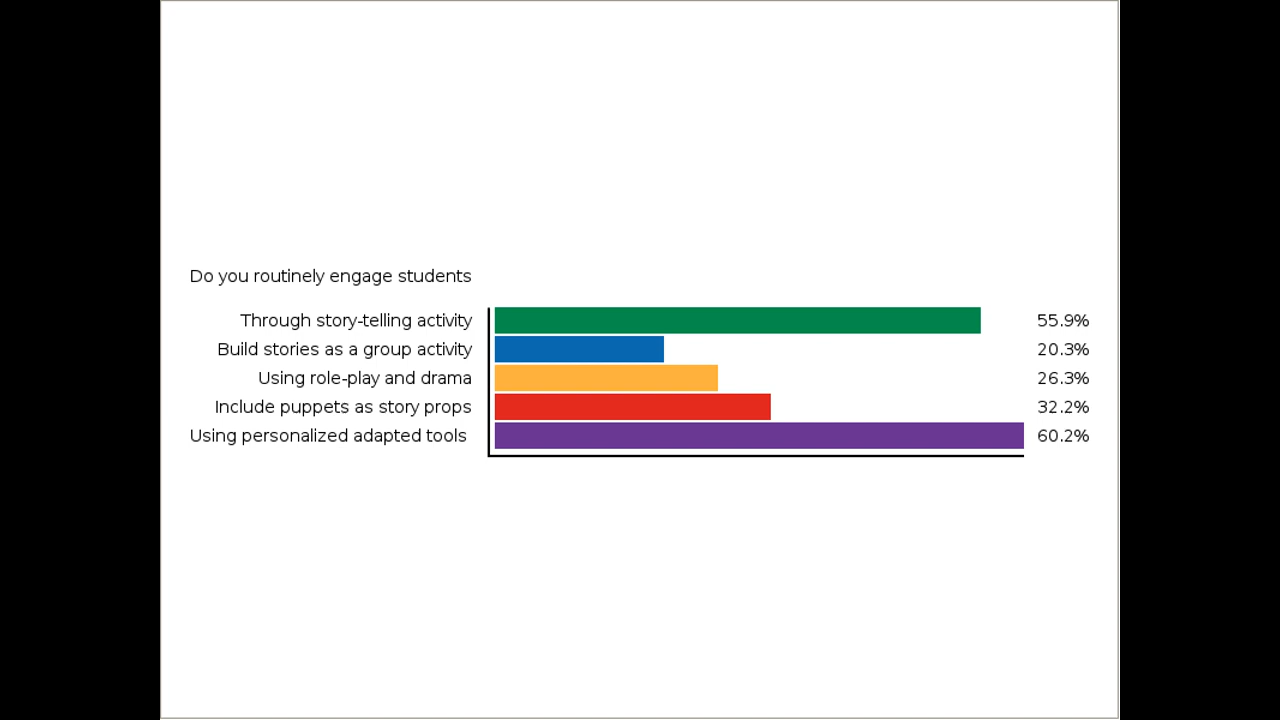 Do you routinely engage students
Through story-telling activity 55.9%
Build stories as a group activity 20.3%
Using role-play and drama 26.3%
Include puppets as story props 32.2%
Using personalized adapted tools 60.2%